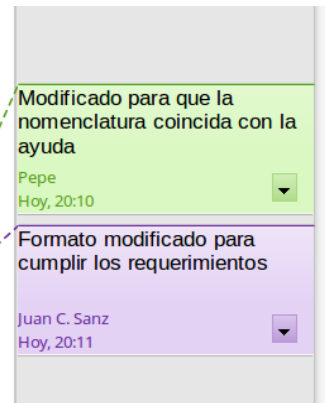 Modificado para que la
nomenclatura coincida con la
ayuda
Pepe
Hoy, 20:10
Formato modificado para
cumplir los requerimientos
Juan C. Sanz
Hoy, 20:11